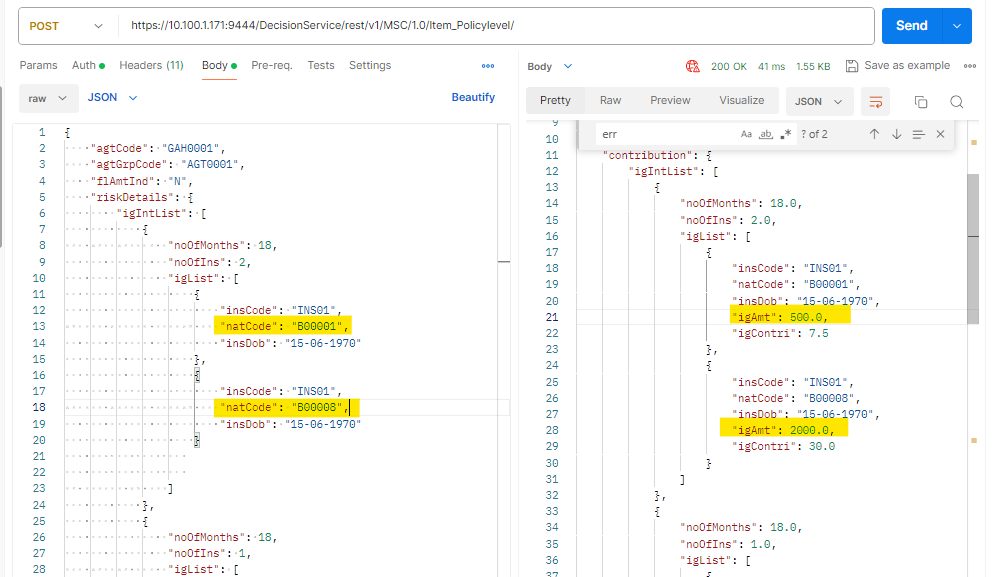 POST https://10.100.1.171:9444/DecisionService/rest/v1/MSC/1.0/Item_Policylevel/ Send
Params Auth Headers (11) Body Pre-req. Tests Settings
raw JSON Beautify
1 {
2 "agtCode": "GAH0001",
3 "agtGrpCode": "AGT0001",
4 "flAmtInd": "N",
5 "riskDetails": {
6 "igIntList": [
7 {
8 "noOfMonths": 18,
9 "noOfIns": 2,
10 "igList": [
11 {
12 "insCode": "INS01",
13 "natCode": "B00001",
14 "insDob": "15-06-1970"
15 },
16 {
17 "insCode": "INS01",
18 "natCode": "B00008",
19 "insDob": "15-06-1970"
20 }
21
22
23 ]
24 },
25 {
26 "noOfMonths": 18,
27 "noOfIns": 1,
28 "igList": [
Body 200 OK 41 ms 1.55 KB Save as example
Pretty Raw Preview Visualize JSON
err Aa ab ? of 2
9
10
11 "contribution": {
12 "igIntList": [
13 {
14 "noOfMonths": 18.0,
15 "noOfIns": 2.0,
16 "igList": [
17 {
18 "insCode": "INS01",
19 "natCode": "B00001",
20 "insDob": "15-06-1970",
21 "igAmt": 500.0,
22 "igContri": 7.5
23 },
24 {
25 "insCode": "INS01",
26 "natCode": "B00008",
27 "insDob": "15-06-1970",
28 "igAmt": 2000.0,
29 "igContri": 30.0
30 }
31 ]
32 },
33 {
34 "noOfMonths": 18.0,
35 "noOfIns": 1.0,
36 "igList": [
37 {